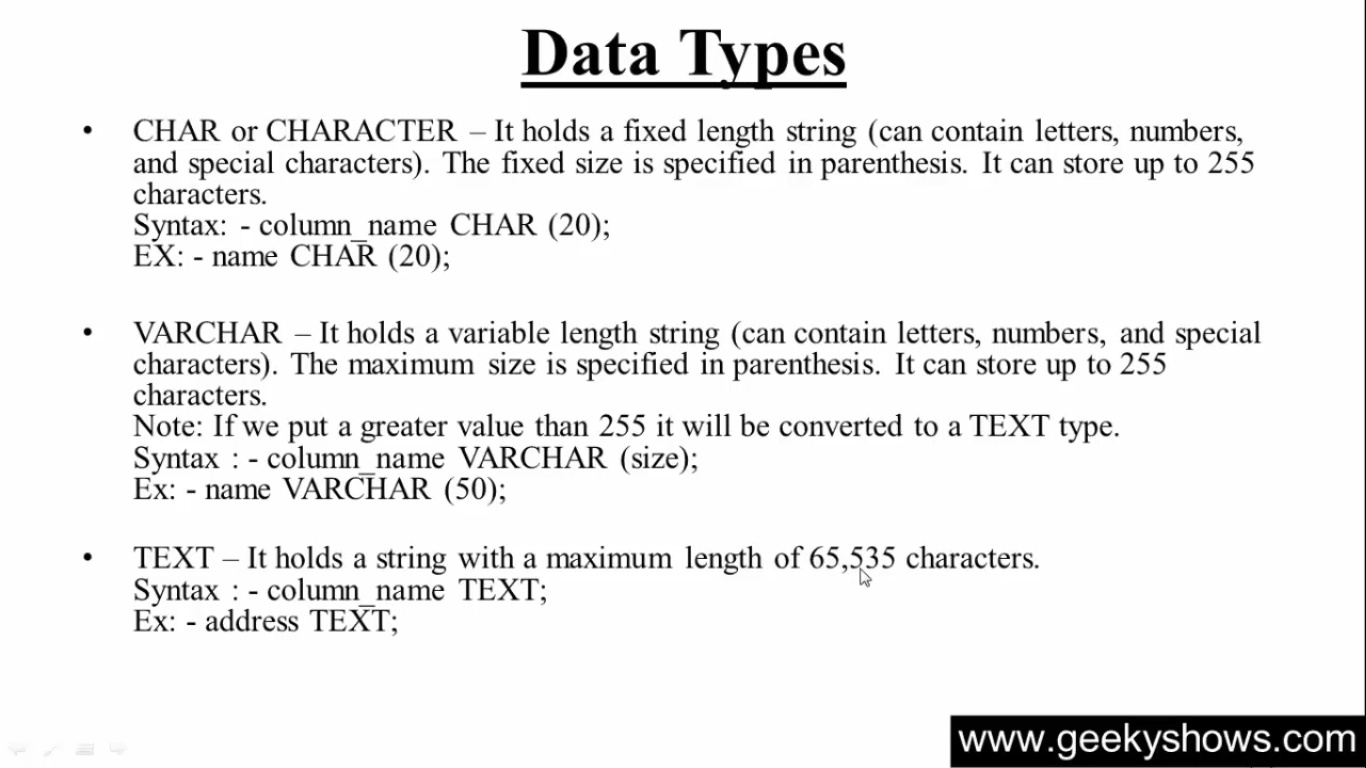 Data Types
• CHAR or CHARACTER – It holds a fixed length string (can contain letters, numbers,
and special characters). The fixed size is specified in parenthesis. It can store up to 255
characters.
Syntax: - column_name CHAR (20);
EX: - name CHAR (20);
• VARCHAR – It holds a variable length string (can contain letters, numbers, and special
characters). The maximum size is specified in parenthesis. It can store up to 255
characters.
Note: If we put a greater value than 255 it will be converted to a TEXT type.
Syntax : - column_name VARCHAR (size);
Ex: - name VARCHAR (50);
• TEXT – It holds a string with a maximum length of 65,535 characters.
Syntax : - column_name TEXT;
Ex: - address TEXT;
www.geekyshows.com